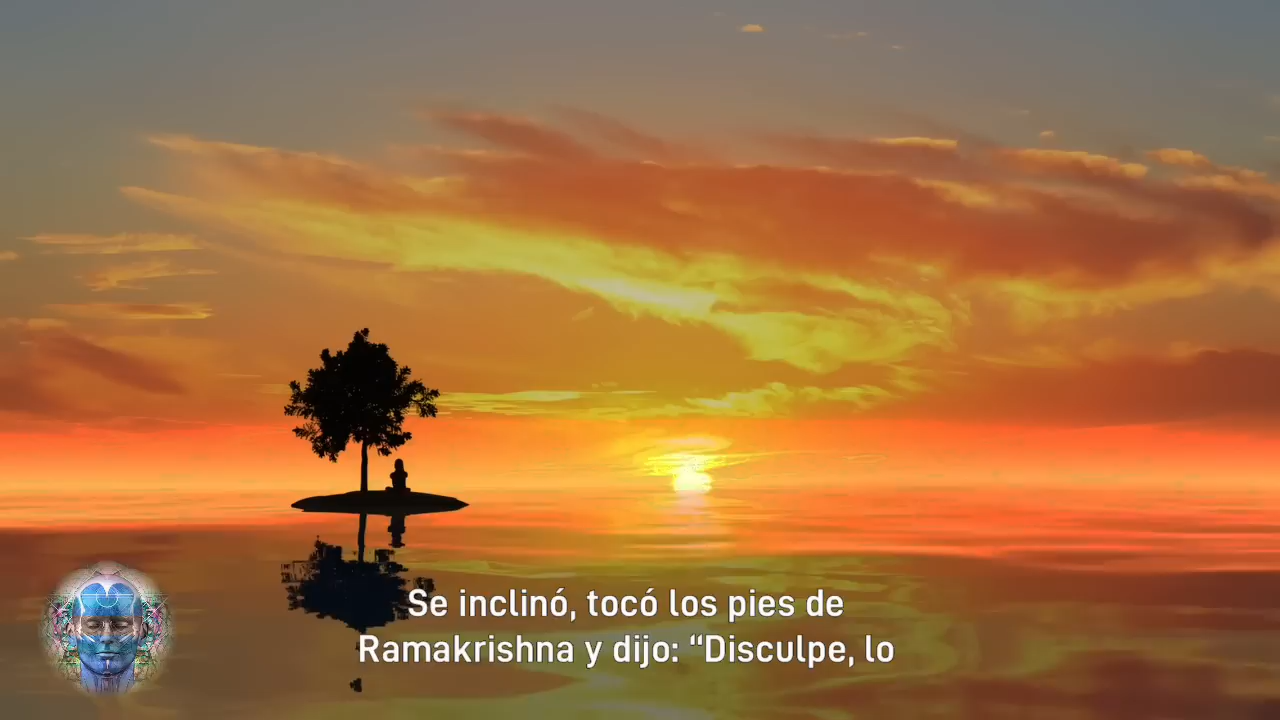 Se inclinó, tocó los pies de
Ramakrishna y dijo: “Disculpe, lo